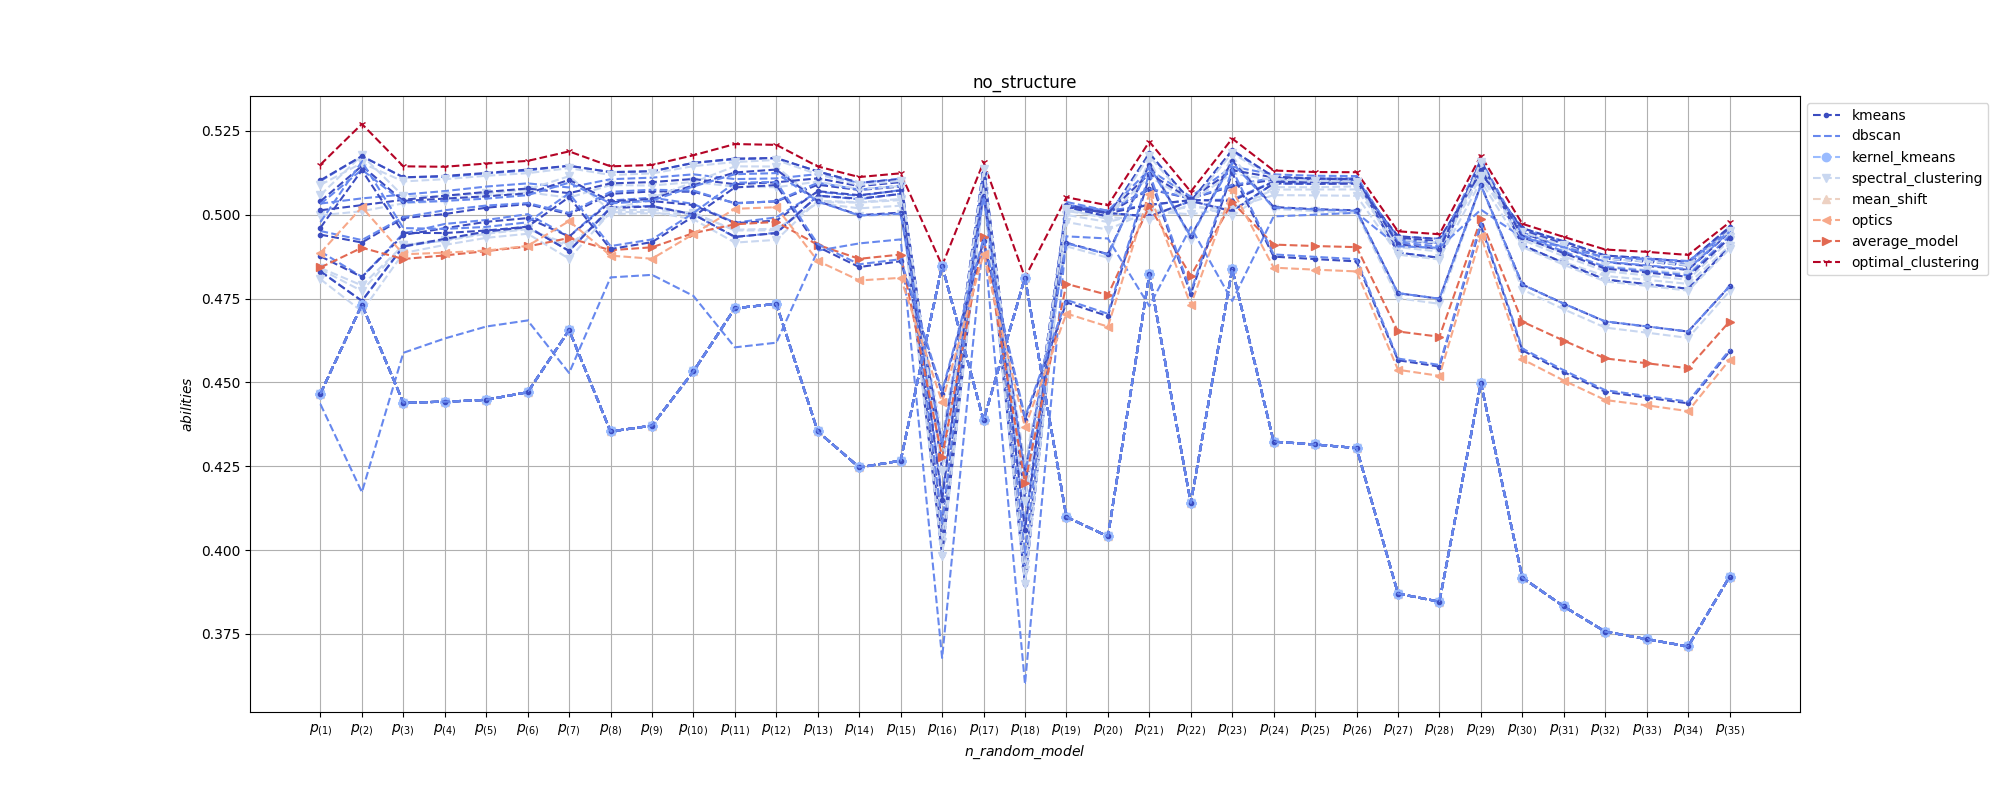 no_structure
0.525
0.500
0.475
0.450
0.425
0.400
0.375
abilities
p(1) p(2) p(3) p(4) p(5) p(6) p(7) p(8) p(9) p(10) p(11) p(12) p(13) p(14) p(15) p(16) p(17) p(18) p(19) p(20) p(21) p(22) p(23) p(24) p(25) p(26) p(27) p(28) p(29) p(30) p(31) p(32) p(33) p(34) p(35)
n_random_model
kmeans
dbscan
kernel_kmeans
spectral_clustering
mean_shift
optics
average_model
optimal_clustering